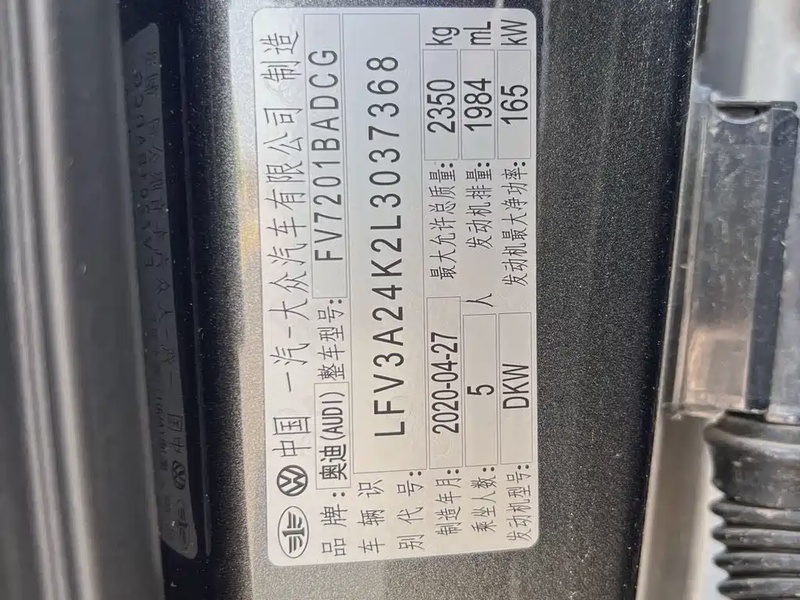 中国 一汽-大众汽车有限公司 制造
品牌: 奥迪(AUDI) 整车型号: FV7201BADCG
车辆识别代号: LFV3A24K2L3037368
制造年月: 2020-04-27 最大允许总质量: 2350 kg
乘坐人数: 5 人 发动机排量: 1984 mL
发动机型号: DKW 发动机最大净功率: 165 kW